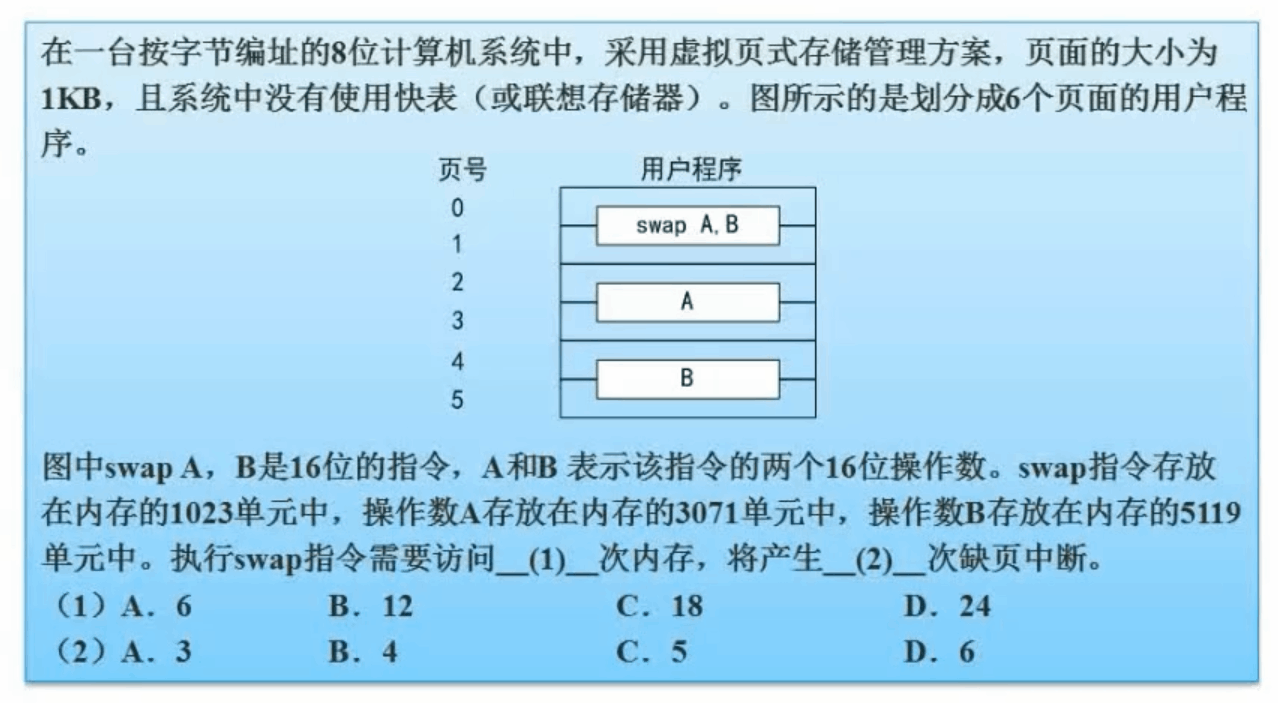 在一台按字节编址的8位计算机系统中，采用虚拟页式存储管理方案，页面的大小为
1KB，且系统中没有使用快表（或联想存储器）。图所示的是划分成6个页面的用户程
序。
页号 用户程序
0
swap A,B
1
2
A
3
4
B
5
图中swap A，B是16位的指令，A和B 表示该指令的两个16位操作数。swap指令存放
在内存的1023单元中，操作数A存放在内存的3071单元中，操作数B存放在内存的5119
单元中。执行swap指令需要访问__(1)__次内存，将产生__(2)__次缺页中断。
（1）A．6 B．12 C．18 D．24
（2）A．3 B．4 C．5 D．6